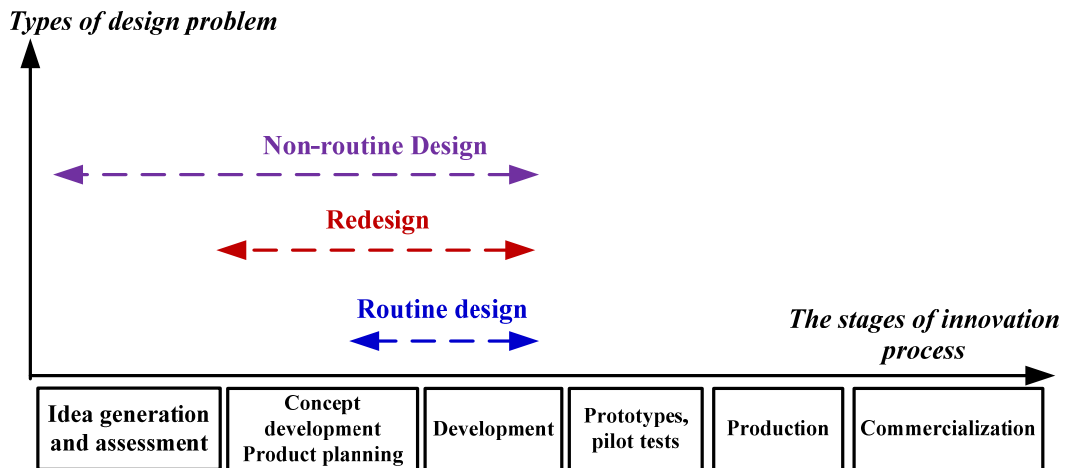 Types of design problem
Non-routine Design
Redesign
Routine design
The stages of innovation
process
Idea generation
and assessment
Concept
development
Product planning
Development
Prototypes,
pilot tests
Production
Commercialization